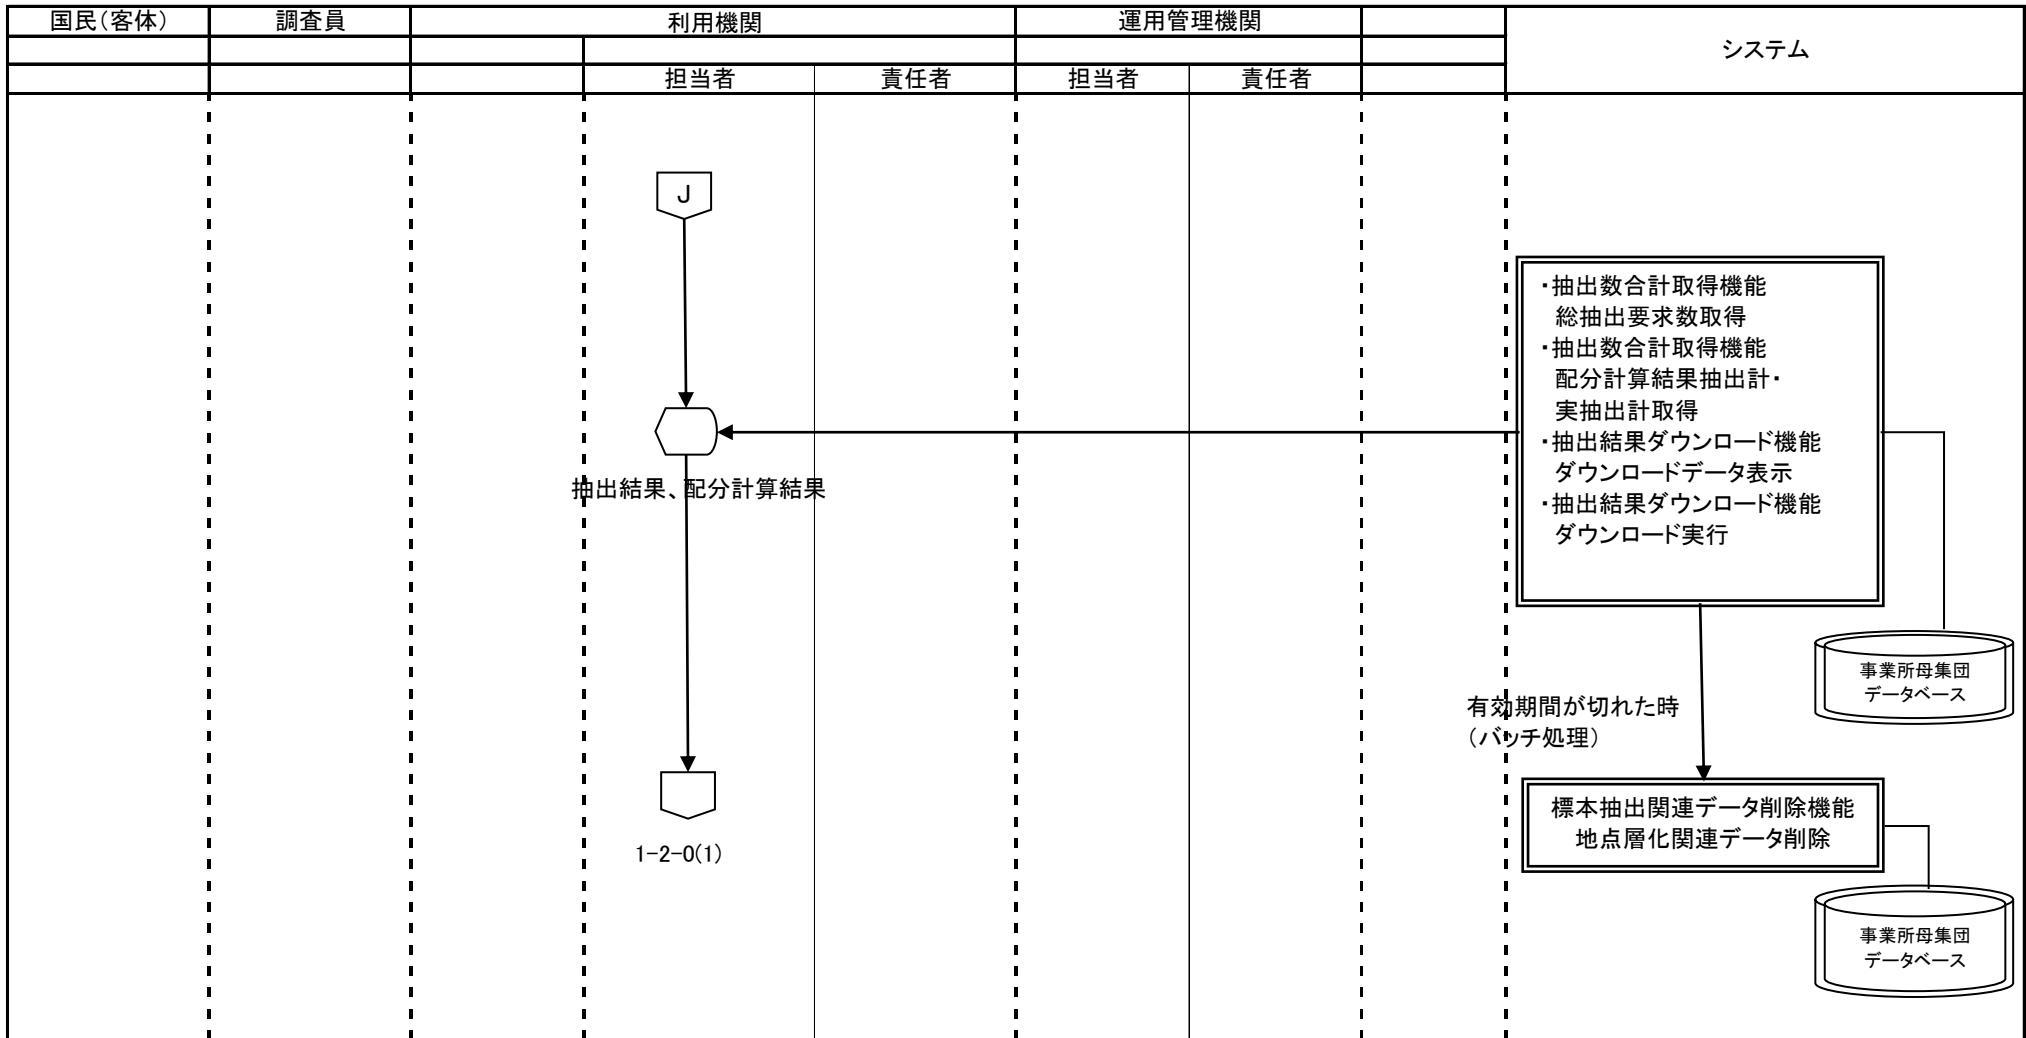 国民(客体)
調査員
利用機関
運用管理機関
システム
担当者
責任者
担当者
責任者
J
・抽出数合計取得機能
総抽出要求数取得
・抽出数合計取得機能
配分計算結果抽出計・
実抽出計取得
・抽出結果ダウンロード機能
ダウンロードデータ表示
・抽出結果ダウンロード機能
ダウンロード実行
抽出結果、配分計算結果
事業所母集団
データベース
有効期間が切れた時
(バッチ処理)
標本抽出関連データ削除機能
地点層化関連データ削除
1-2-0(1)
事業所母集団
データベース